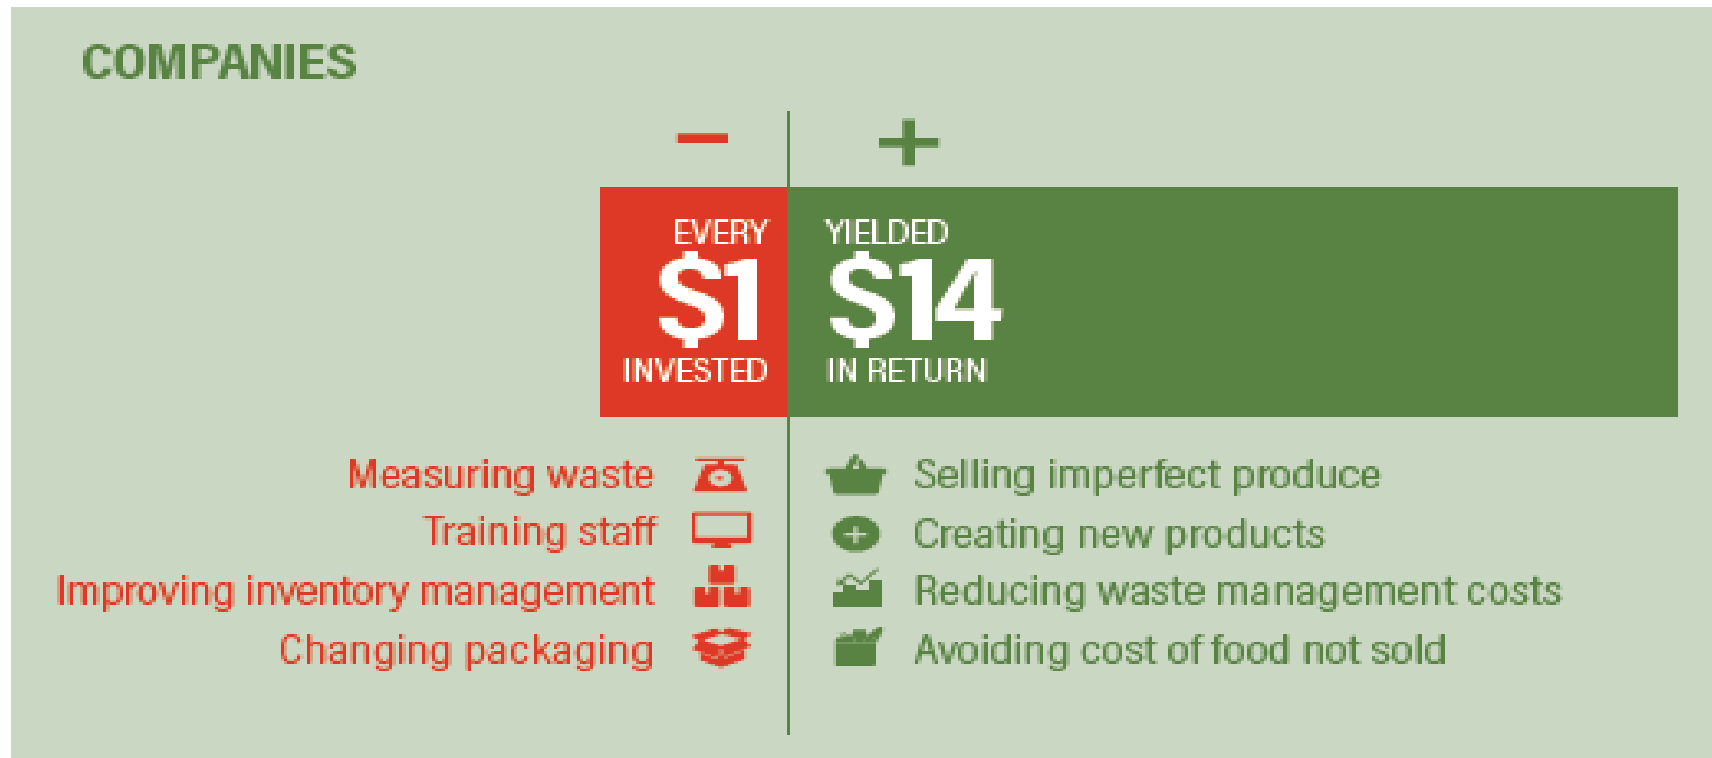 COMPANIES
− +
EVERY
$1
INVESTED
YIELDED
$14
IN RETURN
Measuring waste
Training staff
Improving inventory management
Changing packaging
Selling imperfect produce
Creating new products
Reducing waste management costs
Avoiding cost of food not sold